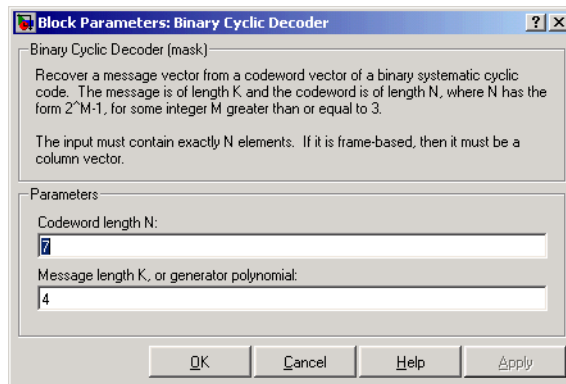 Block Parameters: Binary Cyclic Decoder
Binary Cyclic Decoder (mask)
Recover a message vector from a codeword vector of a binary systematic cyclic
code. The message is of length K and the codeword is of length N, where N has the
form 2^M-1, for some integer M greater than or equal to 3.
The input must contain exactly N elements. If it is frame-based, then it must be a
column vector.
Parameters
Codeword length N:
7
Message length K, or generator polynomial:
4
OK Cancel Help Apply